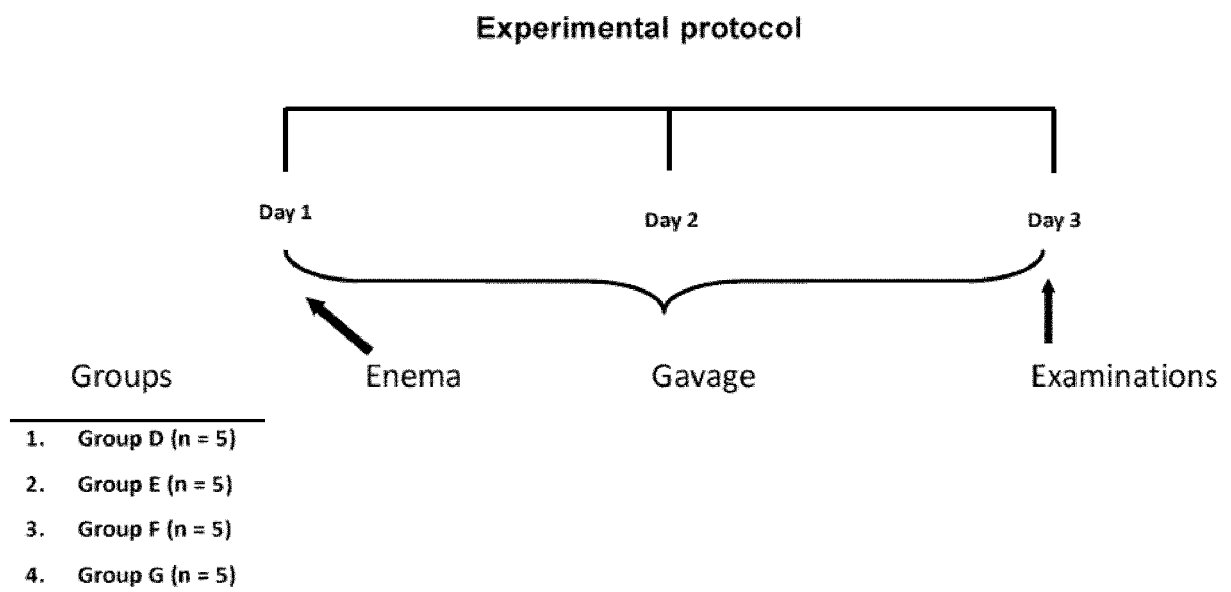 Experimental protocol
Day 1
Day 2
Day 3
Groups
Enema
Gavage
Examinations
1. Group D (n = 5)
2. Group E (n = 5)
3. Group F (n = 5)
4. Group G (n = 5)